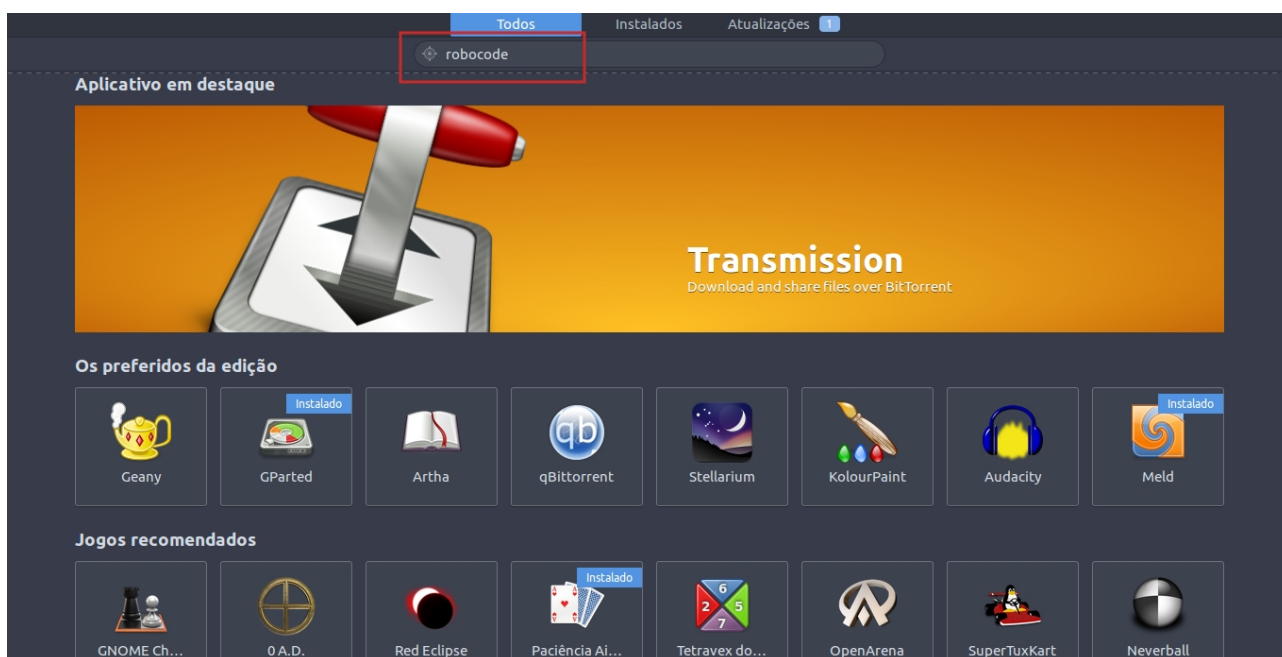 Todos Instalados Atualizações 1
robocode
Aplicativo em destaque
Transmission
Download and share files over BitTorrent
Os preferidos da edição
Instalado Instalado
Geany GParted Artha qBittorrent Stellarium KolourPaint Audacity Meld
Jogos recomendados
Instalado
GNOME Ch... 0 A.D. Red Eclipse Paciência Ai... Tetravex do... OpenArena SuperTuxKart Neverball